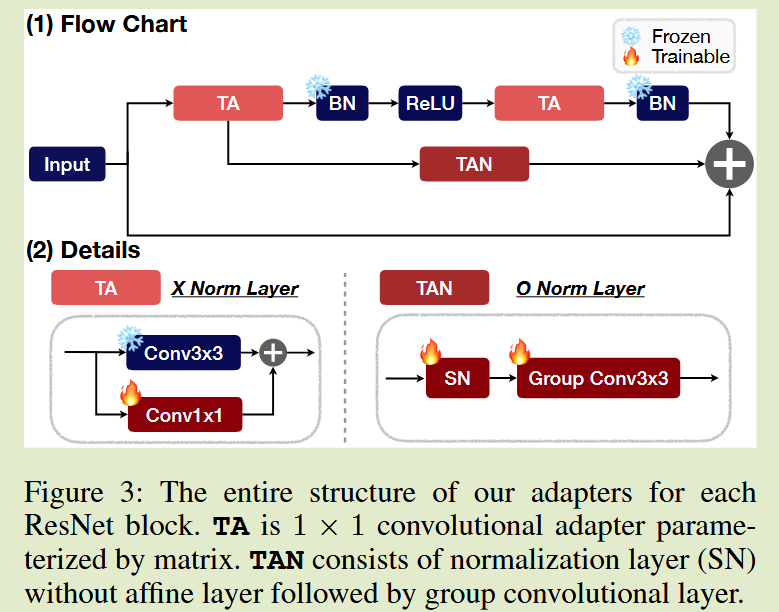 (1) Flow Chart
Frozen
Trainable
TA
BN
ReLU
TA
BN
Input
TAN
(2) Details
TA
X Norm Layer
TAN
O Norm Layer
Conv3x3
Conv1x1
SN
Group Conv3x3
Figure 3: The entire structure of our adapters for each
ResNet block. TA is 1 × 1 convolutional adapter parame-
terized by matrix. TAN consists of normalization layer (SN)
without affine layer followed by group convolutional layer.